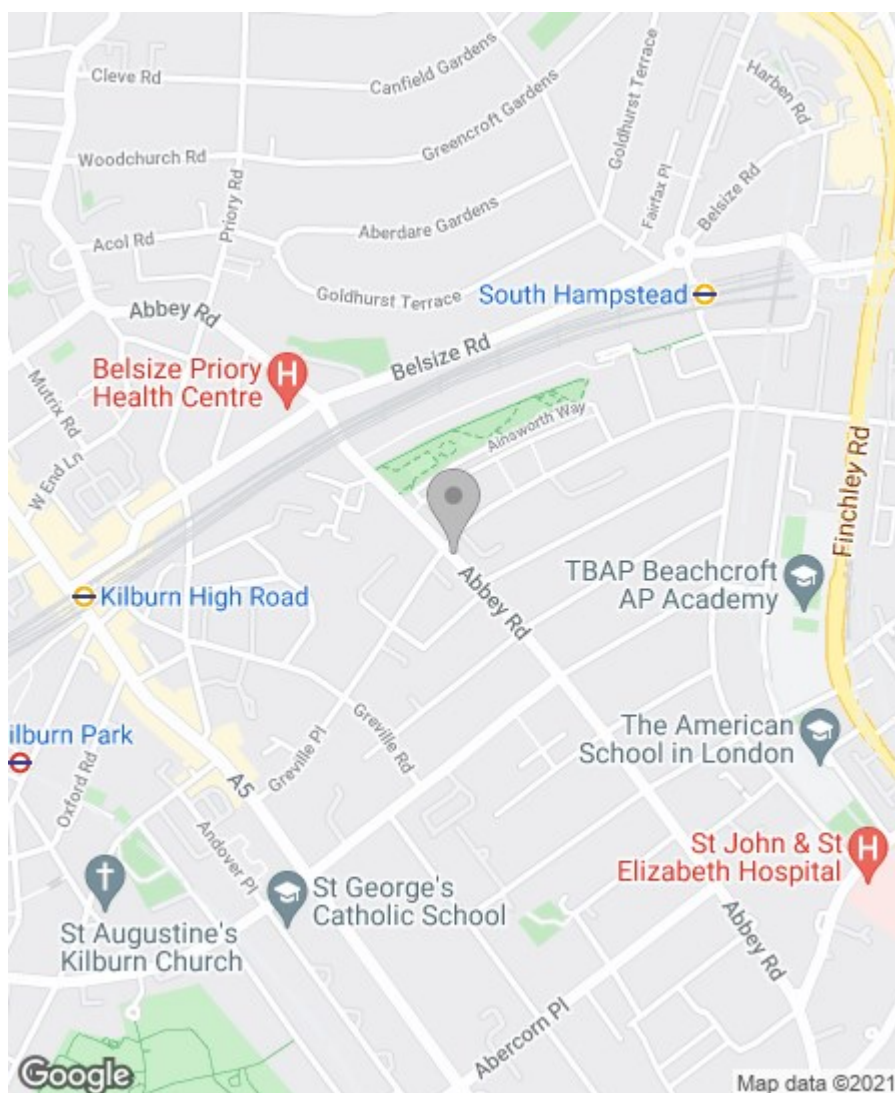 Cleve Rd
Canfield Gardens
Harben Rd
Goldhurst Terrace
Greencroft Gardens
Woodchurch Rd
Priory Rd
Fairfax Pl
Belsize Rd
Aberdare Gardens
Acol Rd
Goldhurst Terrace
South Hampstead
Abbey Rd
Belsize Rd
Belsize Priory
Health Centre
H
Mutrix Rd
Ainsworth Way
W End Ln
Finchley Rd
TBAP Beachcroft
AP Academy
Abbey Rd
Kilburn High Road
Greville Rd
The American
School in London
ilburn Park
Greville Pl
A5
Oxford Rd
Andover Pl
St John & St
Elizabeth Hospital
H
St George's
Catholic School
St Augustine's
Kilburn Church
Abbey Rd
Abercorn Pl
Google
Map data ©2021